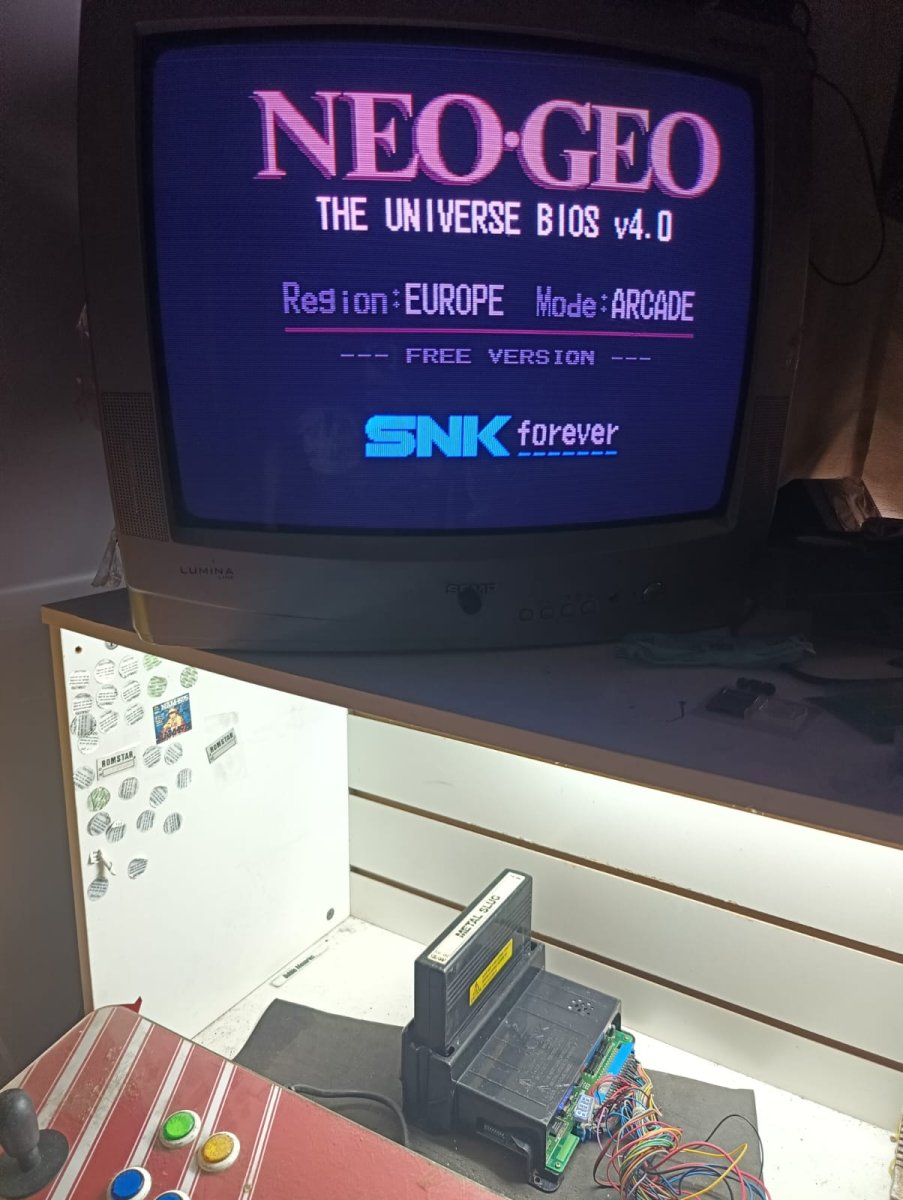 NEO·GEO
THE UNIVERSE BIOS v4.0
Region:EUROPE Mode:ARCADE
--- FREE VERSION ---
SNK forever
LUMINA
LINE
ROMSTAR
ROMSTAR
METAL SLUG